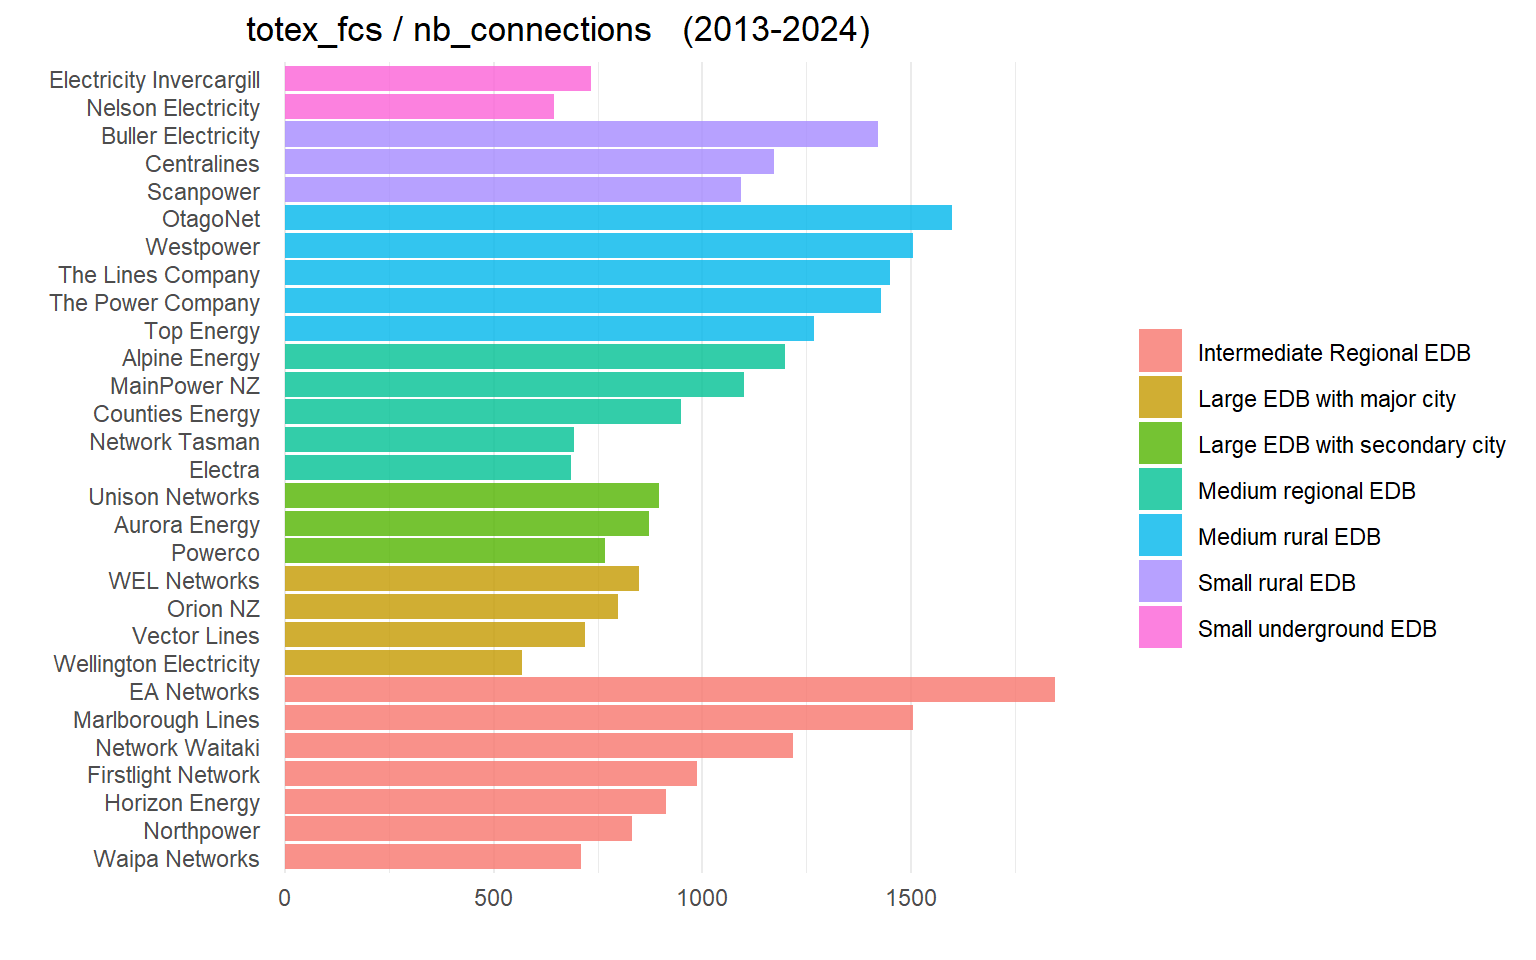 totex_fcs / nb_connections (2013-2024)
Electricity Invercargill
Nelson Electricity
Buller Electricity
Centralines
Scanpower
OtagoNet
Westpower
The Lines Company
The Power Company
Top Energy
Alpine Energy
MainPower NZ
Counties Energy
Network Tasman
Electra
Unison Networks
Aurora Energy
Powerco
WEL Networks
Orion NZ
Vector Lines
Wellington Electricity
EA Networks
Marlborough Lines
Network Waitaki
Firstlight Network
Horizon Energy
Northpower
Waipa Networks
0 500 1000 1500
Intermediate Regional EDB
Large EDB with major city
Large EDB with secondary city
Medium regional EDB
Medium rural EDB
Small rural EDB
Small underground EDB